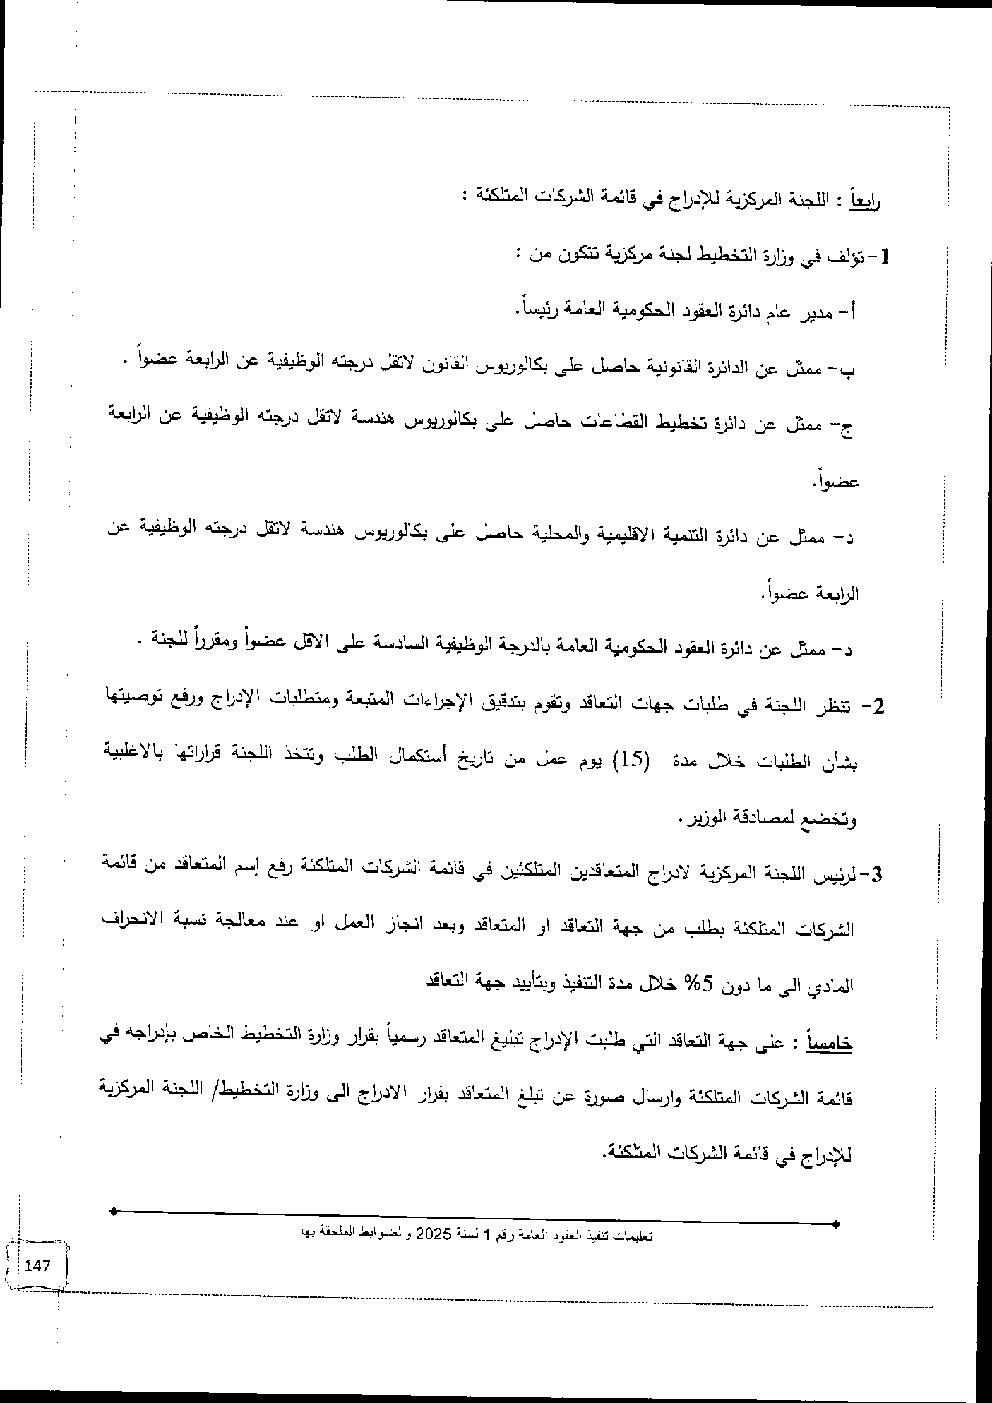 رابعاً : اللجنة المركزية للإدراج في قائمة الشركات المتلكئة :
1- تؤلف في وزارة التخطيط لجنة مركزية تتكون من :
أ- مدير عام دائرة العقود الحكومية العامة رئيساً.
ب- ممثل عن الدائرة القانونية حاصل على بكالوريوس القانون لاتقل درجته الوظيفية عن الرابعة عضواً .
ج- ممثل عن دائرة تخطيط القطاعات حاصل على بكالوريوس هندسة لاتقل درجته الوظيفية عن الرابعة
عضواً.
د- ممثل عن دائرة التنمية الاقليمية والمحلية حاصل على بكالوريوس هندسة لاتقل درجته الوظيفية عن
الرابعة عضواً.
د- ممثل عن دائرة العقود الحكومية العامة بالدرجة الوظيفية السادسة على الاقل عضواً ومقرراً للجنة .
2- تنظر اللجنة في طلبات جهات التعاقد وتقوم بتدقيق الإجراءات المتبعة ومتطلبات الإدراج ورفع توصيتها
بشأن الطلبات خلال مدة (15) يوم عمل من تاريخ أستكمال الطلب وتتخذ اللجنة قراراتها بالاغلبية
وتخضع لمصادقة الوزير .
3- لرئيس اللجنة المركزية لادراج المتعاقدين المتلكئين في قائمة الشركات المتلكئة رفع إسم المتعاقد من قائمة
الشركات المتلكئة بطلب من جهة التعاقد او المتعاقد وبعد انجاز العمل او عند معالجة نسبة الانحراف
المادي الى ما دون 5% خلال مدة التنفيذ وبتأييد جهة التعاقد
خامساً : على جهة التعاقد التي طلبت الإدراج تبليغ المتعاقد رسمياً بقرار وزارة التخطيط الخاص بإدراجه في
قائمة الشركات المتلكئة وارسال صورة عن تبلغ المتعاقد بقرار الادراج الى وزارة التخطيط/ اللجنة المركزية
للإدراج في قائمة الشركات المتلكئة.
تعليمات تنفيذ العقود العامة رقم 1 لسنة 2025 والضوابط الملحقة بها
147